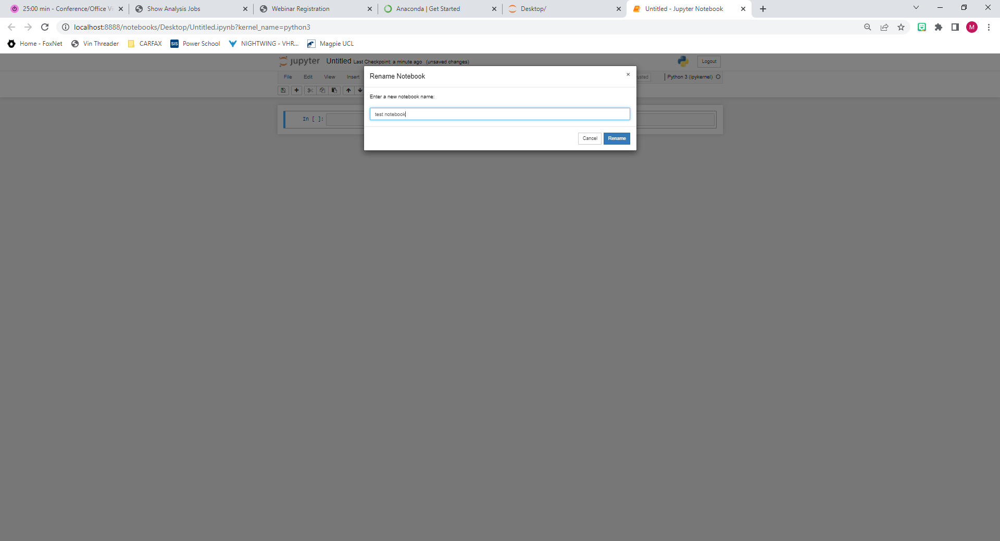 25:00 min - Conference/Office Vi
Show Analysis Jobs
Webinar Registration
Anaconda | Get Started
Desktop/
Untitled - Jupyter Notebook
localhost:8888/notebooks/Desktop/Untitled.ipynb?kernel_name=python3
M
Home - FoxNet
Vin Threader
CARFAX
SIS Power School
NIGHTWING - VHR...
Magpie UCL
jupyter Untitled Last Checkpoint: a minute ago (unsaved changes)
Logout
File Edit View Insert
usted
Python 3 (ipykernel)
In [ ]:
Rename Notebook
Enter a new notebook name:
test notebook
Cancel
Rename